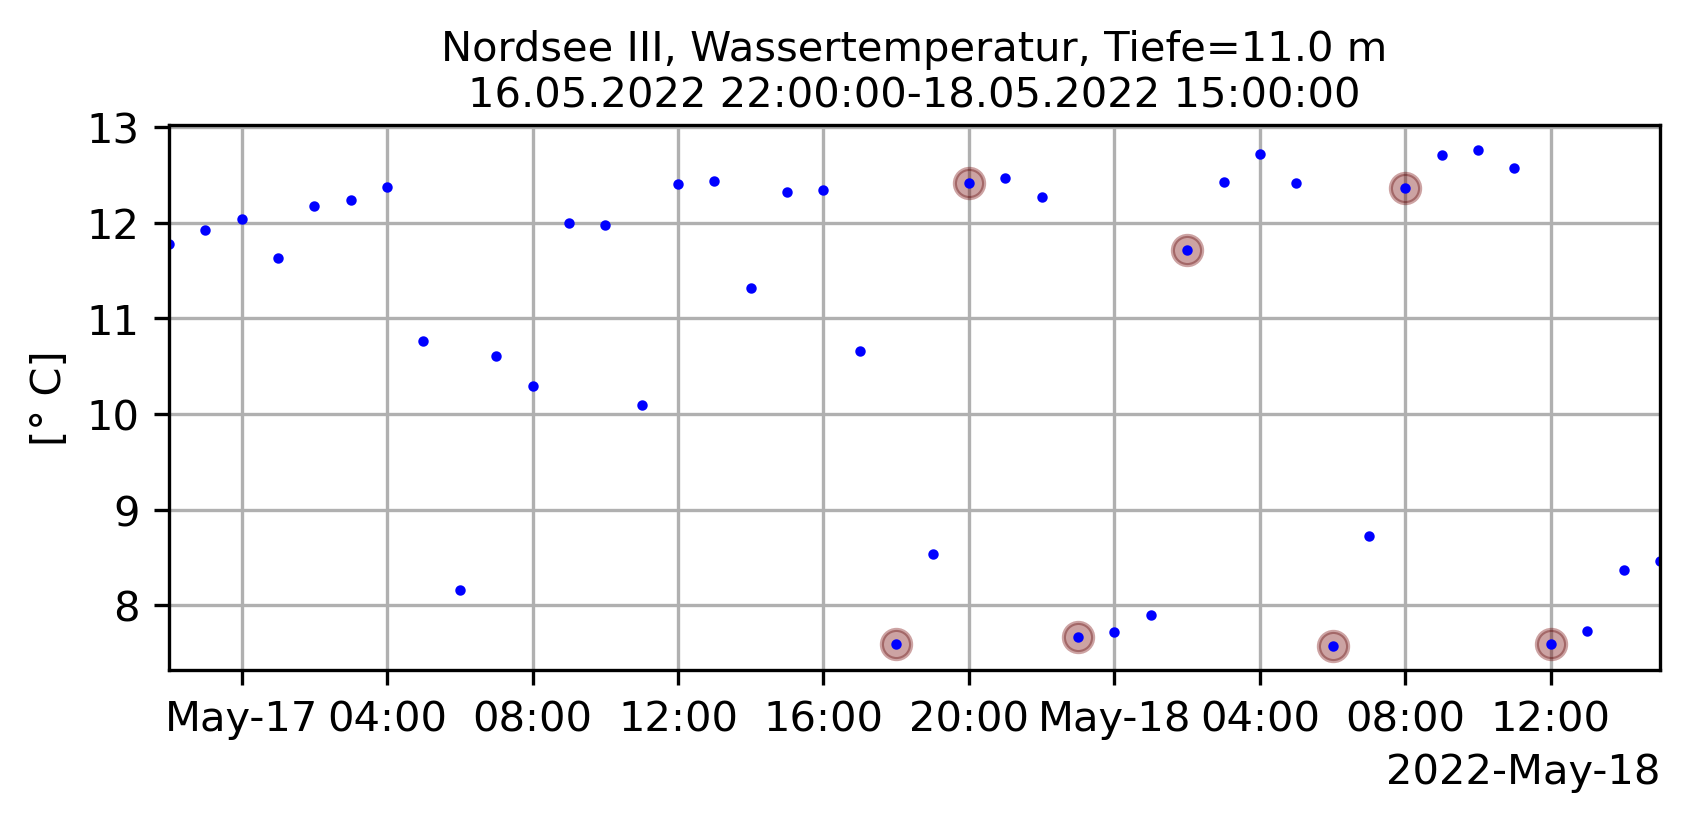 Nordsee III, Wassertemperatur, Tiefe=11.0 m
16.05.2022 22:00:00-18.05.2022 15:00:00
13
12
11
10
9
8
[° C]
May-17 04:00 08:00 12:00 16:00 20:00 May-18 04:00 08:00 12:00
2022-May-18